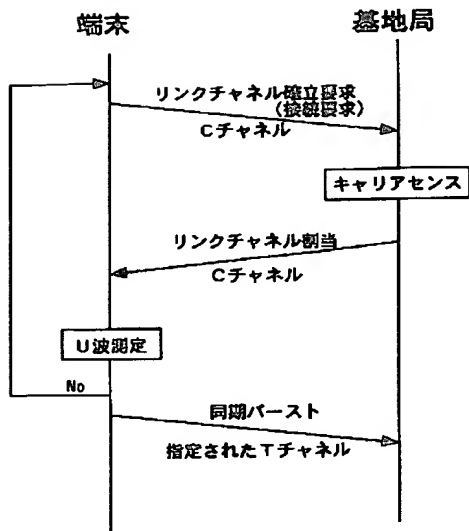 端末
基地局
リンクチャネル確立要求
(接続要求)
Cチャネル
キャリアセンス
リンクチャネル割当
Cチャネル
U波測定
No
同期バースト
指定されたTチャネル